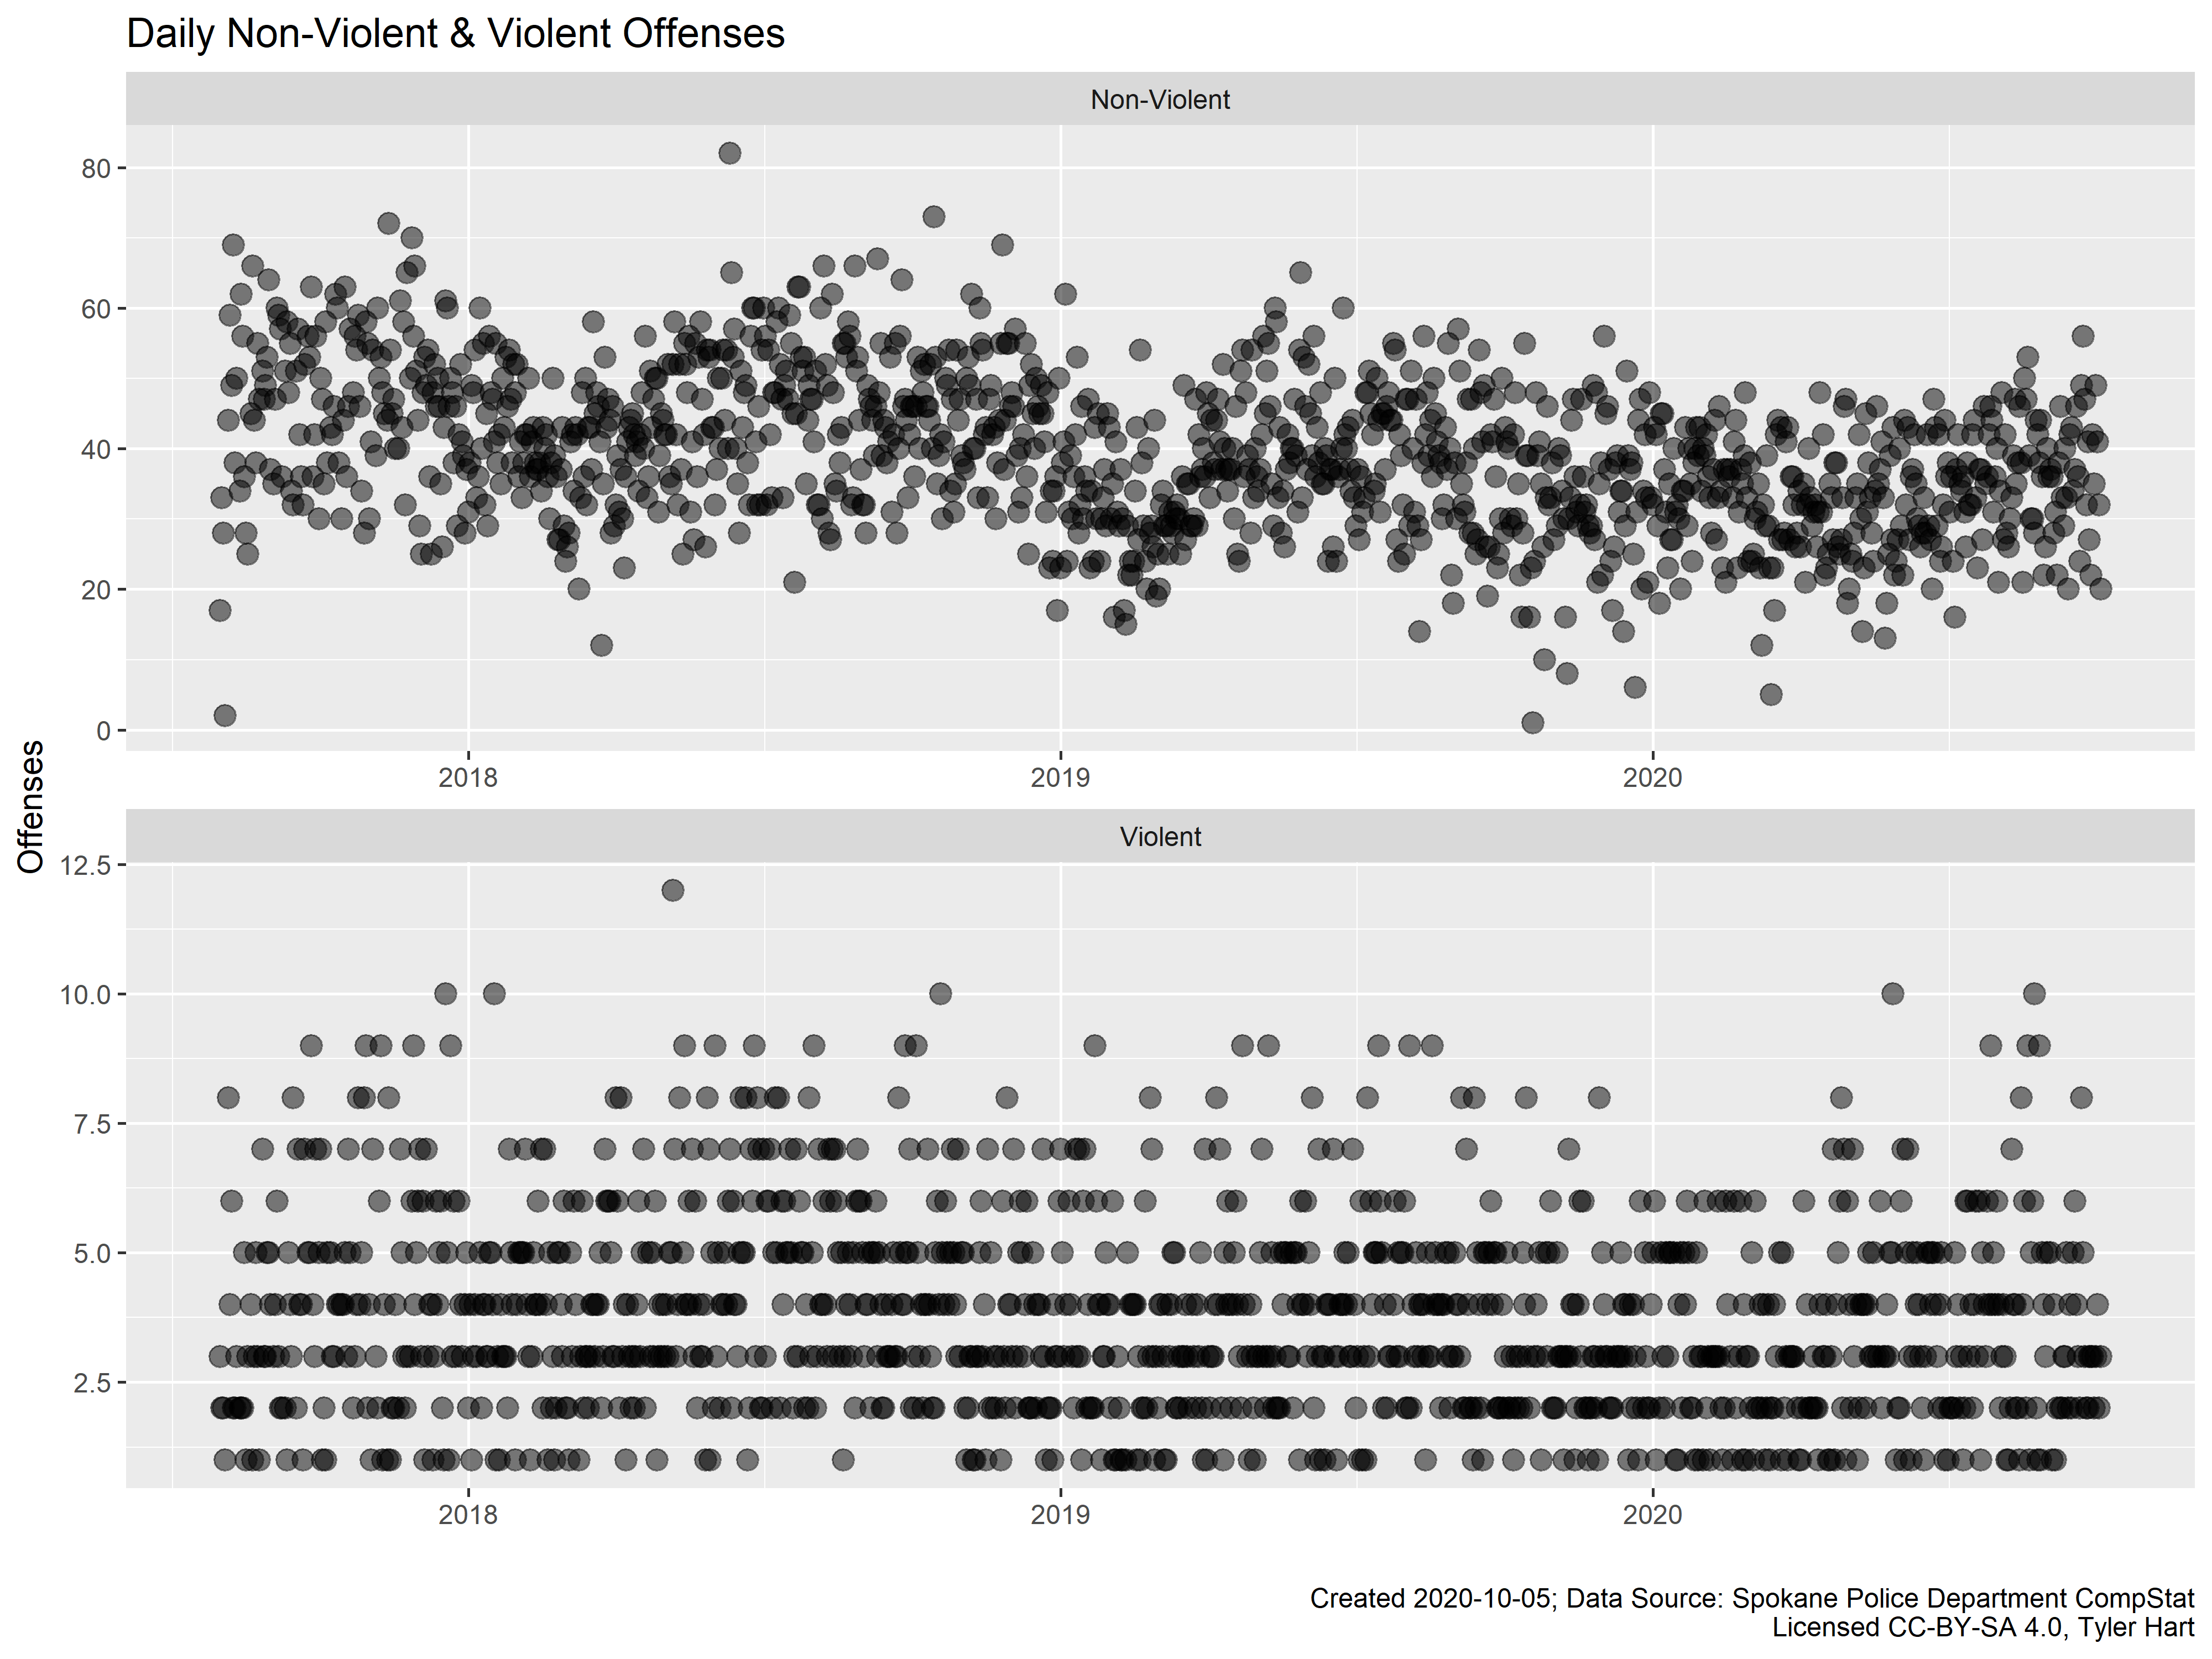 Daily Non-Violent & Violent Offenses
Non-Violent
80
60
40
20
0
2018 2019 2020
Offenses
Violent
12.5
10.0
7.5
5.0
2.5
2018 2019 2020
Created 2020-10-05; Data Source: Spokane Police Department CompStat
Licensed CC-BY-SA 4.0, Tyler Hart